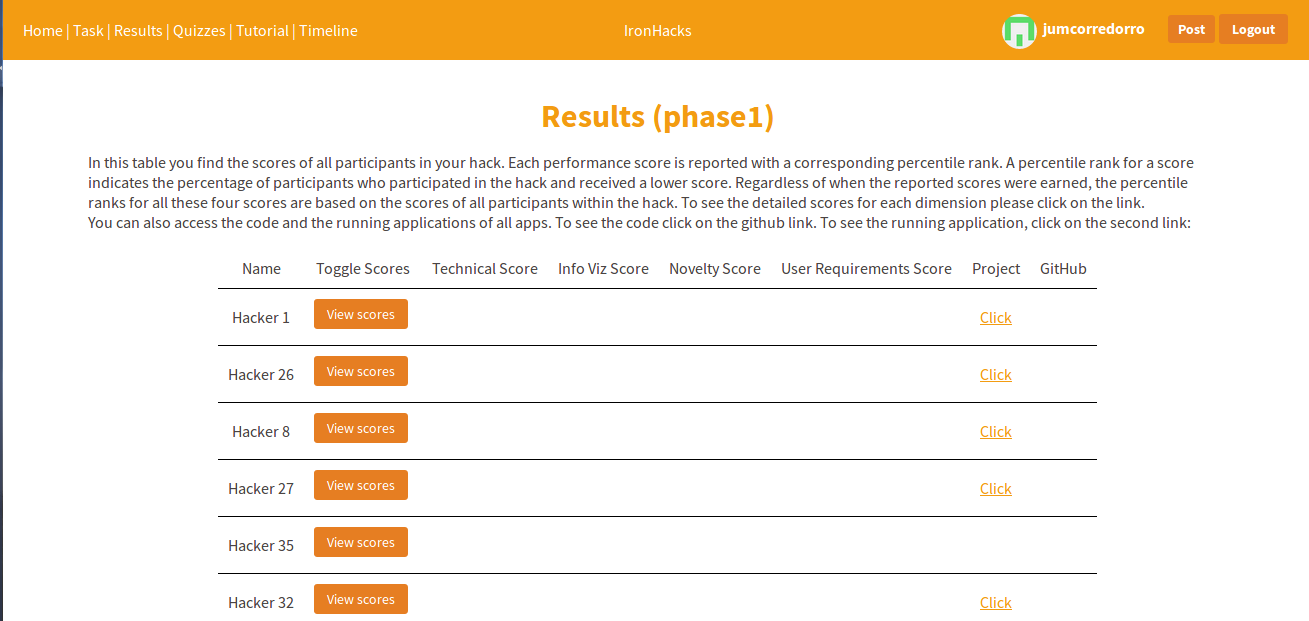 Home | Task | Results | Quizzes | Tutorial | Timeline IronHacks jumcorredorro Post Logout
Results (phase1)
In this table you find the scores of all participants in your hack. Each performance score is reported with a corresponding percentile rank. A percentile rank for a score
indicates the percentage of participants who participated in the hack and received a lower score. Regardless of when the reported scores were earned, the percentile
ranks for all these four scores are based on the scores of all participants within the hack. To see the detailed scores for each dimension please click on the link.
You can also access the code and the running applications of all apps. To see the code click on the github link. To see the running application, click on the second link:
Name Toggle Scores Technical Score Info Viz Score Novelty Score User Requirements Score Project GitHub
Hacker 1 View scores Click
Hacker 26 View scores Click
Hacker 8 View scores Click
Hacker 27 View scores Click
Hacker 35 View scores
Hacker 32 View scores Click